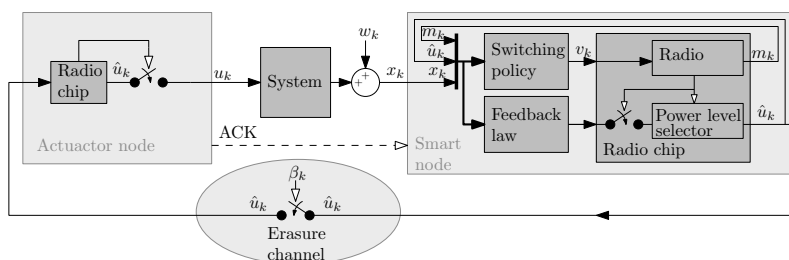 w_k
m_k
û_k
x_k
Switching
policy
v_k
Radio
m_k
Radio
chip
û_k
u_k
System
+
+
x_k
Feedback
law
Power level
selector
û_k
Radio chip
Actuactor node
ACK
Smart
node
β_k
û_k
û_k
Erasure
channel